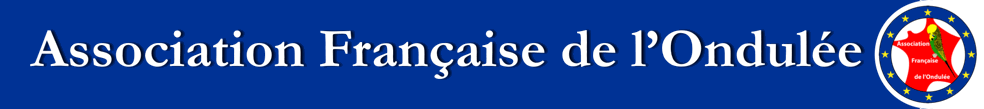 Association Française de l’Ondulée
Association
Française
de l'Ondulée